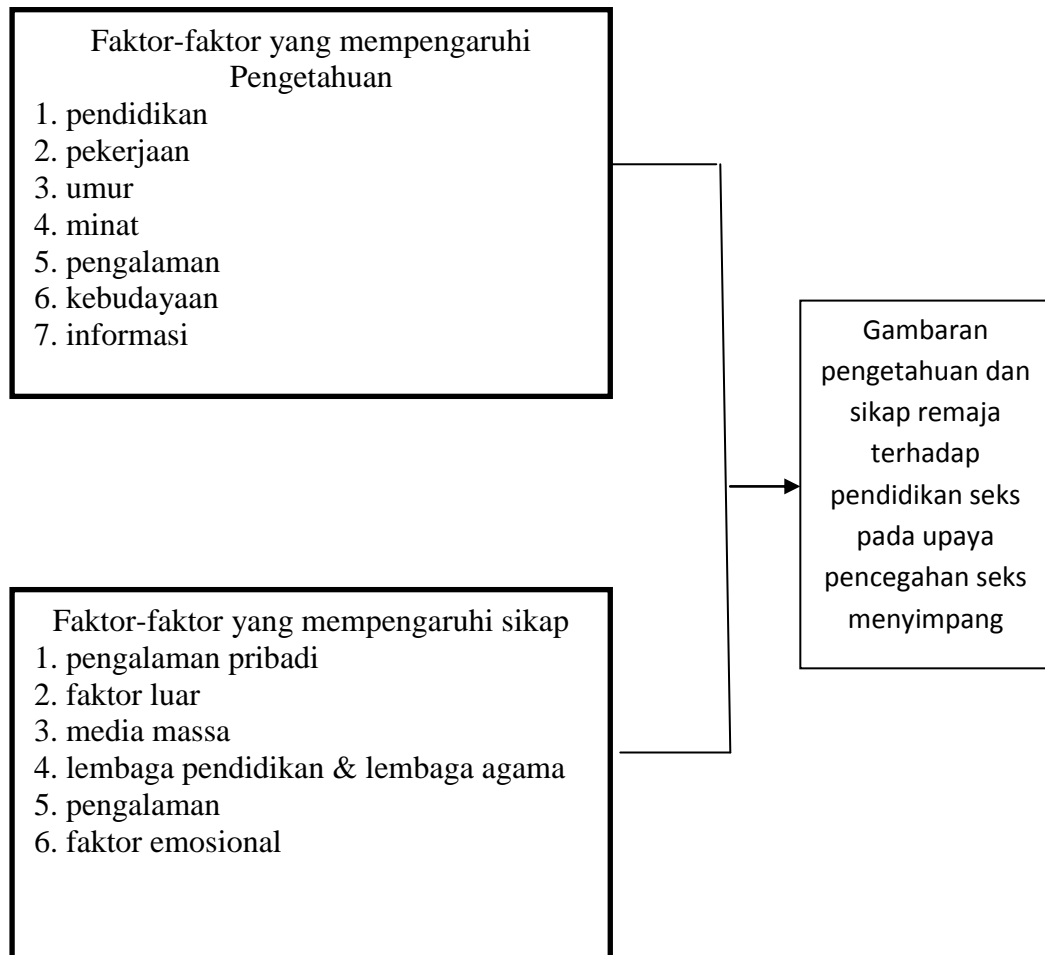 Faktor-faktor yang mempengaruhi
Pengetahuan
1. pendidikan
2. pekerjaan
3. umur
4. minat
5. pengalaman
6. kebudayaan
7. informasi
Gambaran
pengetahuan dan
sikap remaja
terhadap
pendidikan seks
pada upaya
pencegahan seks
menyimpang
Faktor-faktor yang mempengaruhi sikap
1. pengalaman pribadi
2. faktor luar
3. media massa
4. lembaga pendidikan & lembaga agama
5. pengalaman
6. faktor emosional